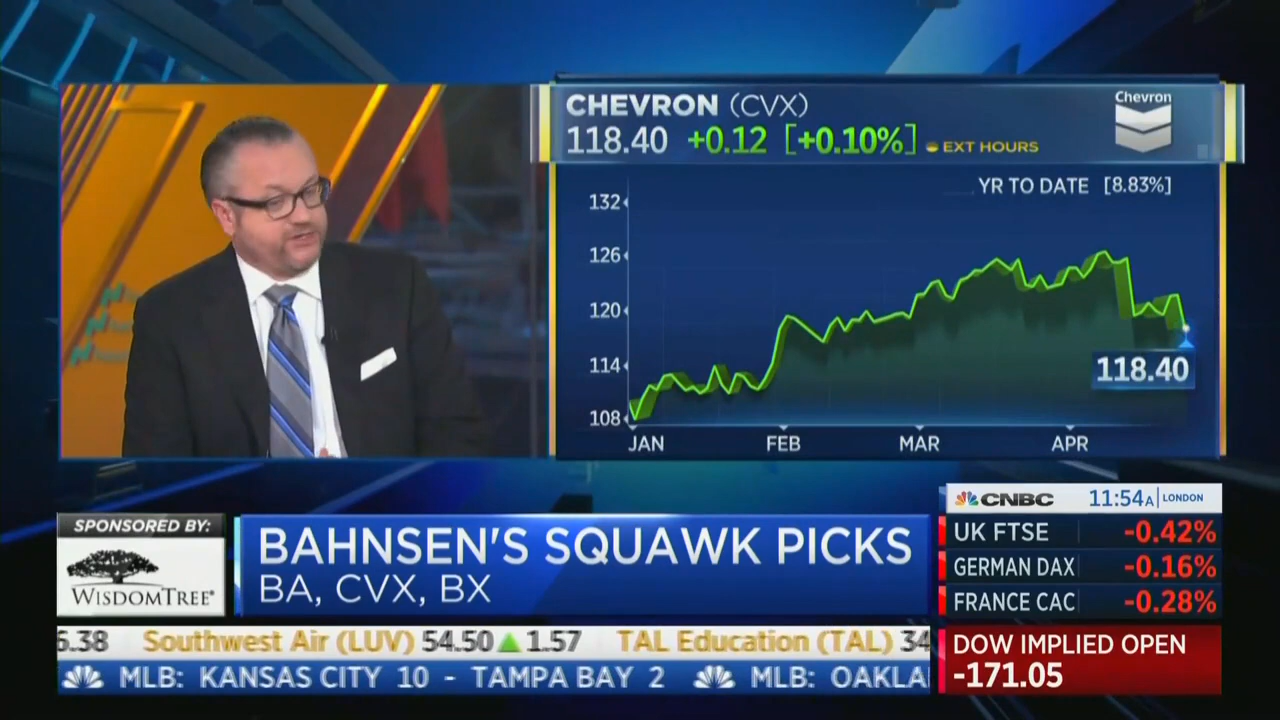 CHEVRON (CVX)
118.40 +0.12 [+0.10%] EXT HOURS
Chevron
YR TO DATE [8.83%]
132
126
120
114
108
118.40
JAN FEB MAR APR
SPONSORED BY:
WISDOMTREE®
BAHNSEN'S SQUAWK PICKS
BA, CVX, BX
CNBC 11:54A LONDON
UK FTSE -0.42%
GERMAN DAX -0.16%
FRANCE CAC -0.28%
DOW IMPLIED OPEN
-171.05
6.38 Southwest Air (LUV) 54.50 ▲ 1.57 TAL Education (TAL) 34
MLB: KANSAS CITY 10 - TAMPA BAY 2 MLB: OAKLA